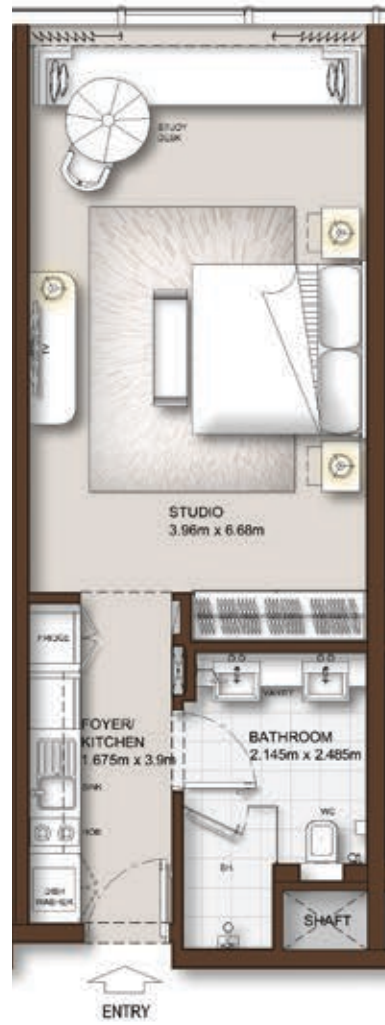 STUDY
DESK
TV
STUDIO
3.96m x 6.68m
FRIDGE
VANITY
FOYER/
KITCHEN
1.675m x 3.9m
BATHROOM
2.145m x 2.485m
SINK
HOB
WC
SH.
DISH
WASHER
SHAFT
ENTRY